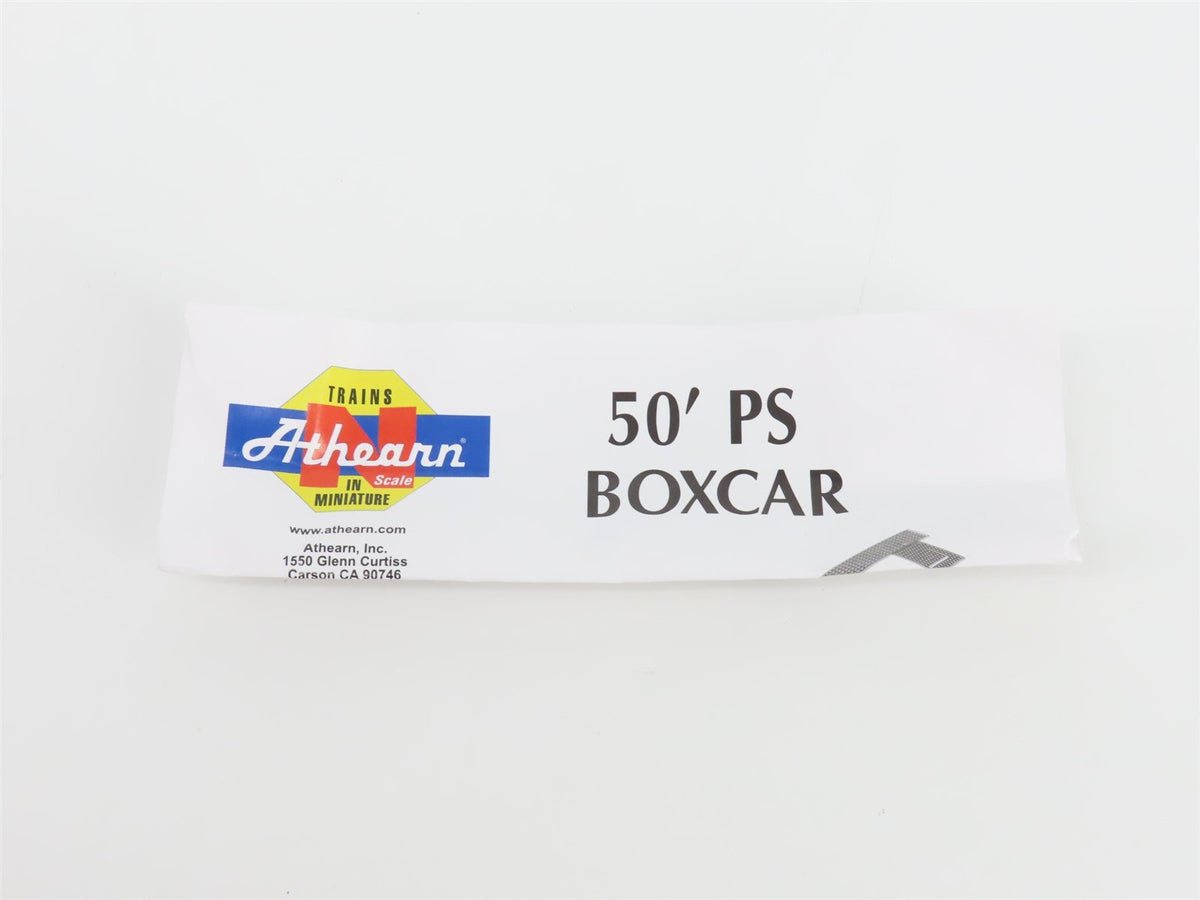 TRAINS
N
Athearn®
Scale
IN
MINIATURE
www.athearn.com
Athearn, Inc.
1550 Glenn Curtiss
Carson CA 90746
50' PS
BOXCAR